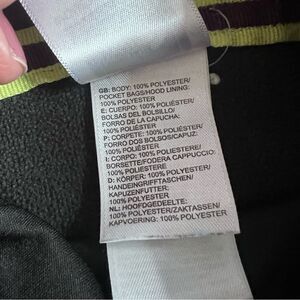 GB: BODY: 100% POLYESTER/
POCKET BAGS/HOOD LINING:
100% POLYESTER
E: CUERPO: 100% POLIÉSTER/
BOLSAS DEL BOLSILLO/
FORRO DE LA CAPUCHA:
100% POLIÉSTER
P: CORPETE: 100% POLIÉSTER/
FORRO DOS BOLSOS/CAPUZ:
100% POLIÉSTER
I: CORPO: 100% POLIESTERE/
BORSETTE/FODERA CAPPUCCIO:
100% POLIESTERE
D: KÖRPER: 100% POLYESTER/
HANDEINGRIFFTASCHEN/
KAPUZENFUTTER:
100% POLYESTER
NL: HOOFDGEDEELTE:
100% POLYESTER/ZAKTASSEN/
KAPVOERING: 100% POLYESTER